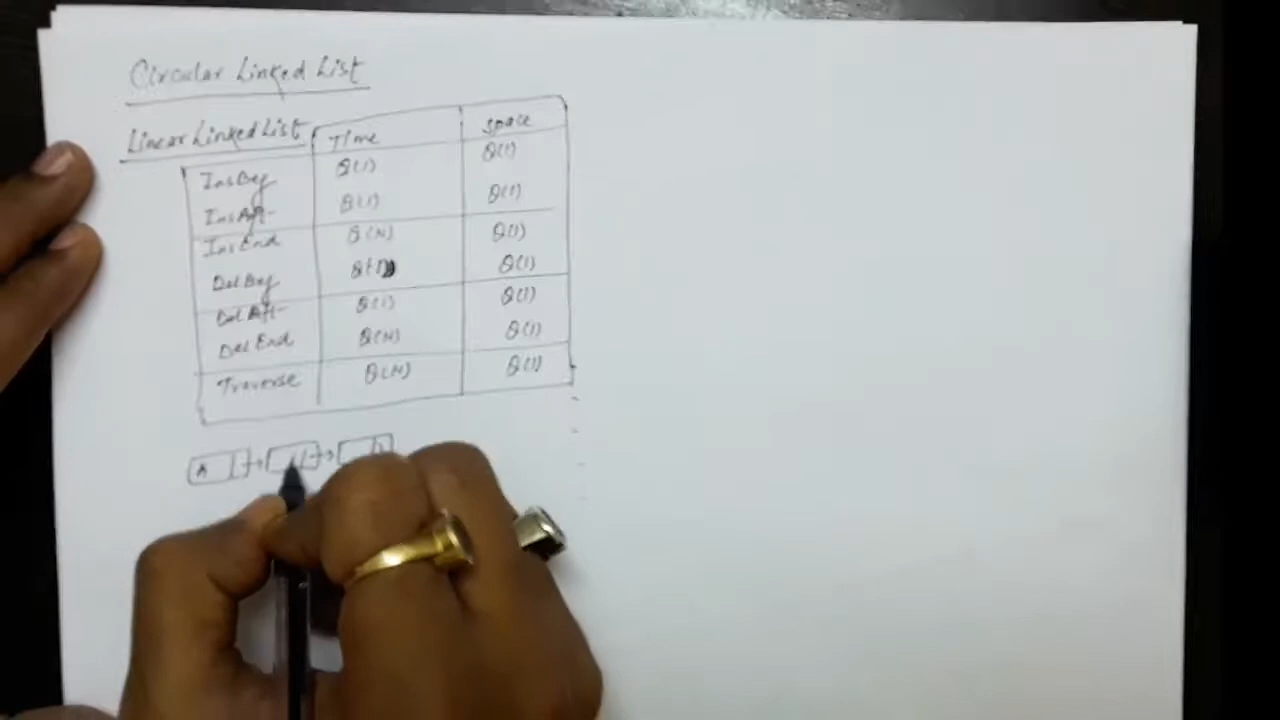 Circular Linked List
Linear Linked List Time Space
InsBeg θ(1) θ(1)
InsAft θ(1) θ(1)
InsEnd θ(N) θ(1)
DelBeg θ(1) θ(1)
DelAft θ(1) θ(1)
DelEnd θ(N) θ(1)
Traverse θ(N) θ(1)
A